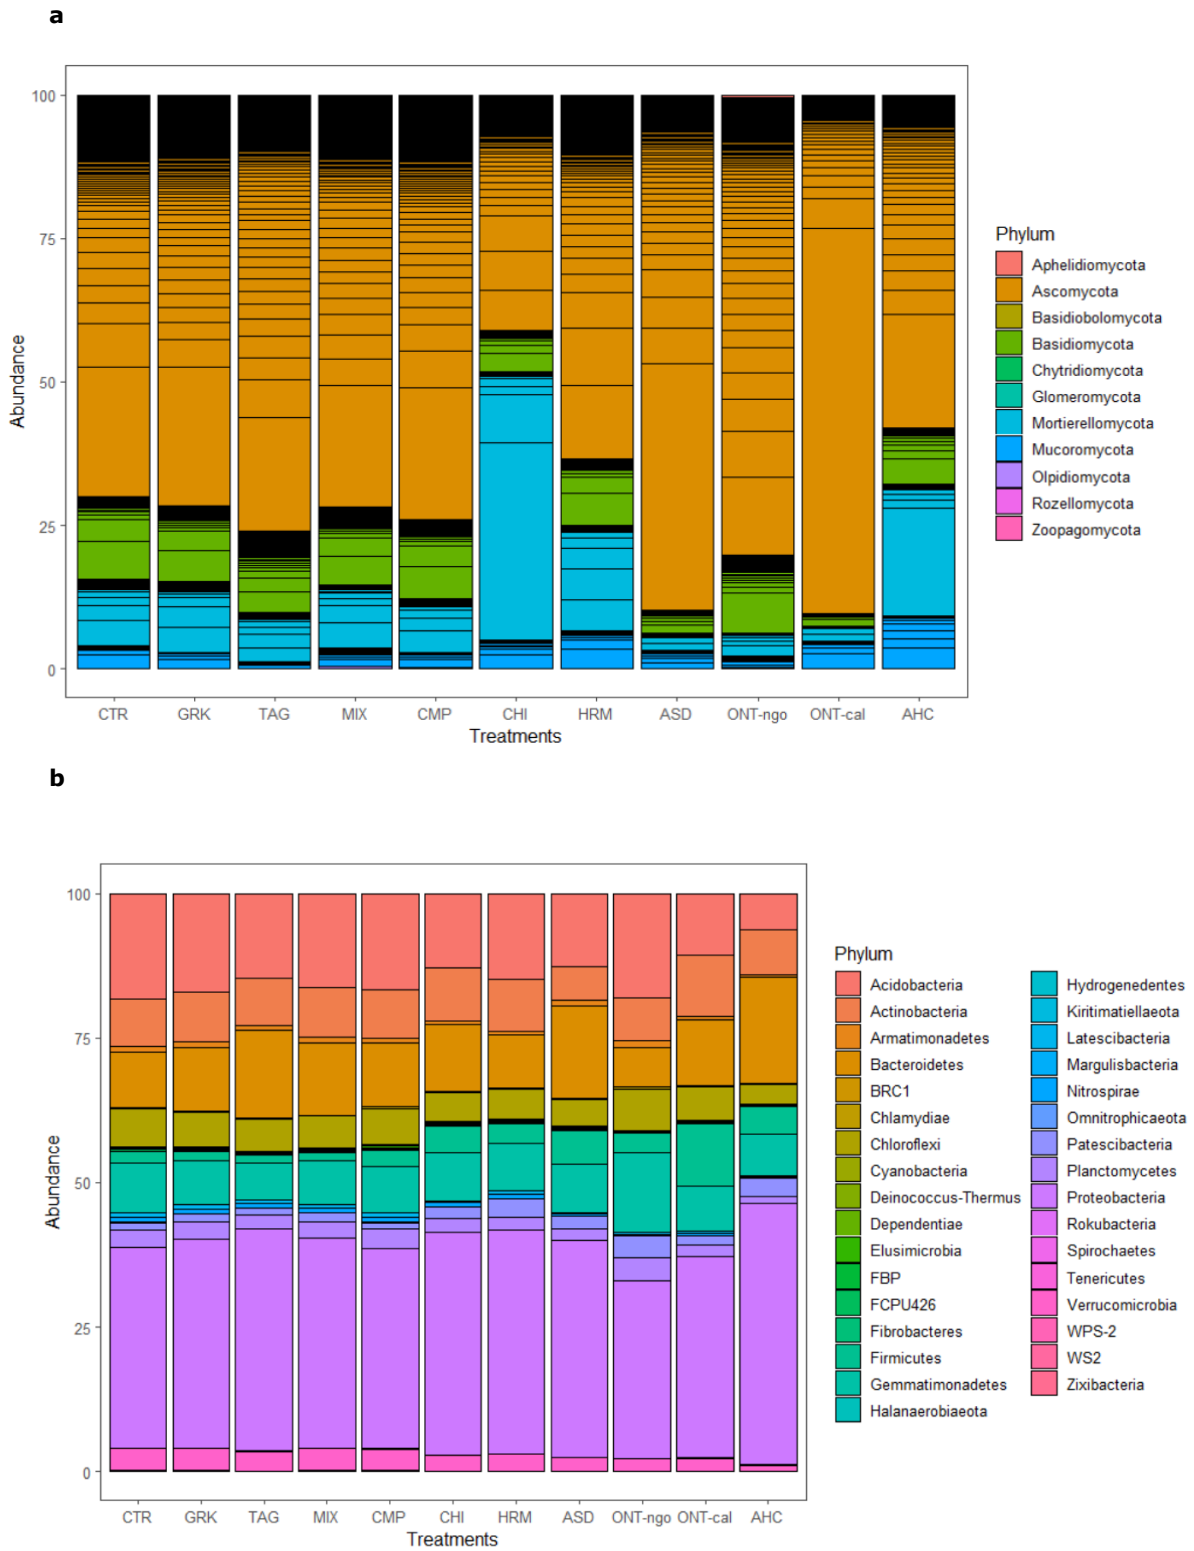 a
100
75
50
25
0
Abundance
CTR GRK TAG MIX CMP CHI HRM ASD ONT-ngo ONT-cal AHC
Treatments
Phylum
Aphelidiomycota
Ascomycota
Basidiobolomycota
Basidiomycota
Chytridiomycota
Glomeromycota
Mortierellomycota
Mucoromycota
Olpidiomycota
Rozellomycota
Zoopagomycota
b
100
75
50
25
0
Abundance
CTR GRK TAG MIX CMP CHI HRM ASD ONT-ngo ONT-cal AHC
Treatments
Phylum
Acidobacteria
Actinobacteria
Armatimonadetes
Bacteroidetes
BRC1
Chlamydiae
Chloroflexi
Cyanobacteria
Deinococcus-Thermus
Dependentiae
Elusimicrobia
FBP
FCPU426
Fibrobacteres
Firmicutes
Gemmatimonadetes
Halanaerobiaeota
Hydrogenedentes
Kiritimatiellaeota
Latescibacteria
Margulisbacteria
Nitrospirae
Omnitrophicaeota
Patescibacteria
Planctomycetes
Proteobacteria
Rokubacteria
Spirochaetes
Tenericutes
Verrucomicrobia
WPS-2
WS2
Zixibacteria